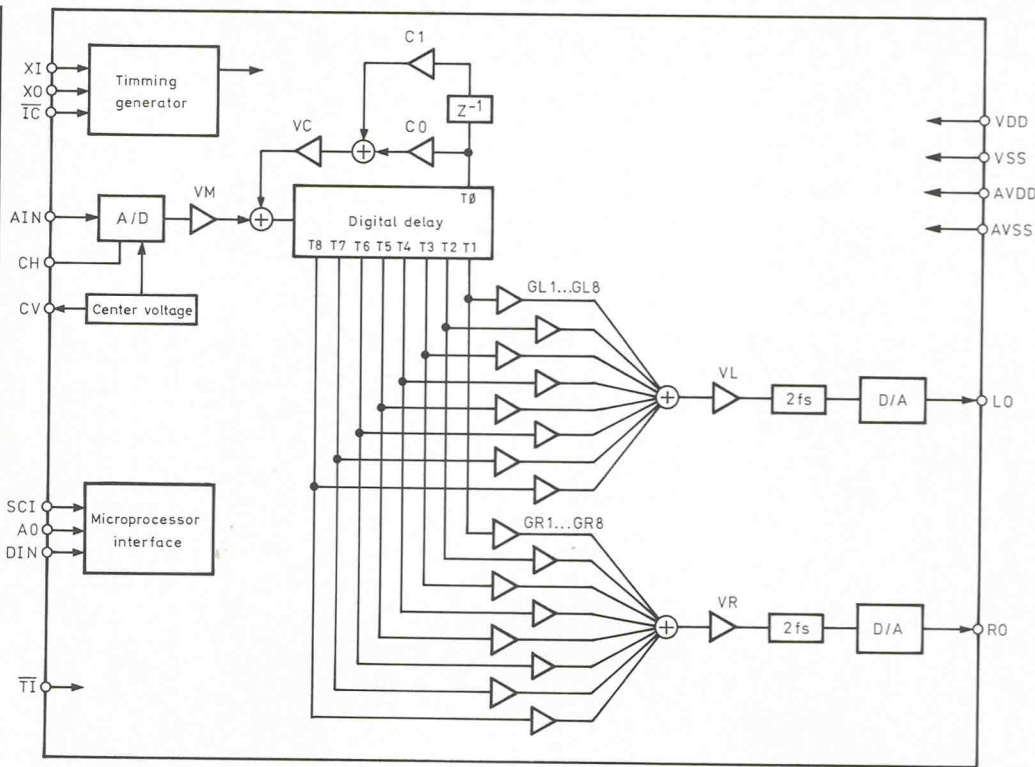 C1
XI
Timming
generator
XO
IC
Z-1
VDD
VC
C0
VSS
TØ
VM
AVDD
AIN
A/D
Digital delay
AVSS
T8 T7 T6 T5 T4 T3 T2 T1
CH
GL1...GL8
CV
Center voltage
VL
2fs
D/A
LO
SCI
Microprocessor
interface
A0
DIN
GR1...GR8
VR
2fs
D/A
RO
TI